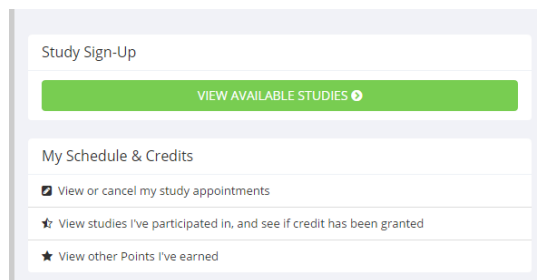 Study Sign-Up
VIEW AVAILABLE STUDIES
My Schedule & Credits
View or cancel my study appointments
View studies I've participated in, and see if credit has been granted
View other Points I've earned